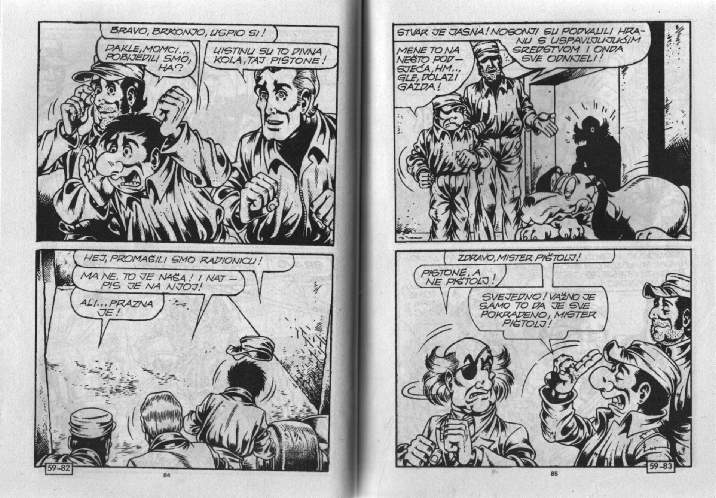 BRAVO, BRKONJO, USPIO SI!
DAKLE, MOMCI...
POBIJEDILI SMO,
HA?
UISTINU SU TO DIVNA
KOLA, TAJ PISTONE!
HEJ, PROMAŠILI SMO RADIONICU!
MA NE. TO JE NAŠA! I NAT-
PIS JE NA NJOJ!
ALI... PRAZNA
JE!
59-82
84
STVAR JE JASNA! NOSONJI SU PODVALILI HRA-
NU S USPAVLJUJUĆIM
SREDSTVOM I ONDA
SVE ODNIJELI!
MENE TO NA
NEŠTO POD-
SJEĆA, HM...
GLE, DOLAZI
GAZDA!
ZDRAVO, MISTER PIŠTOLJ!
PISTONE, A
NE PIŠTOLJ!
SVEJEDNO! VAŽNO JE
SAMO TO DA JE SVE
POKRADENO, MISTER
PIŠTOLJ!
85
59-83